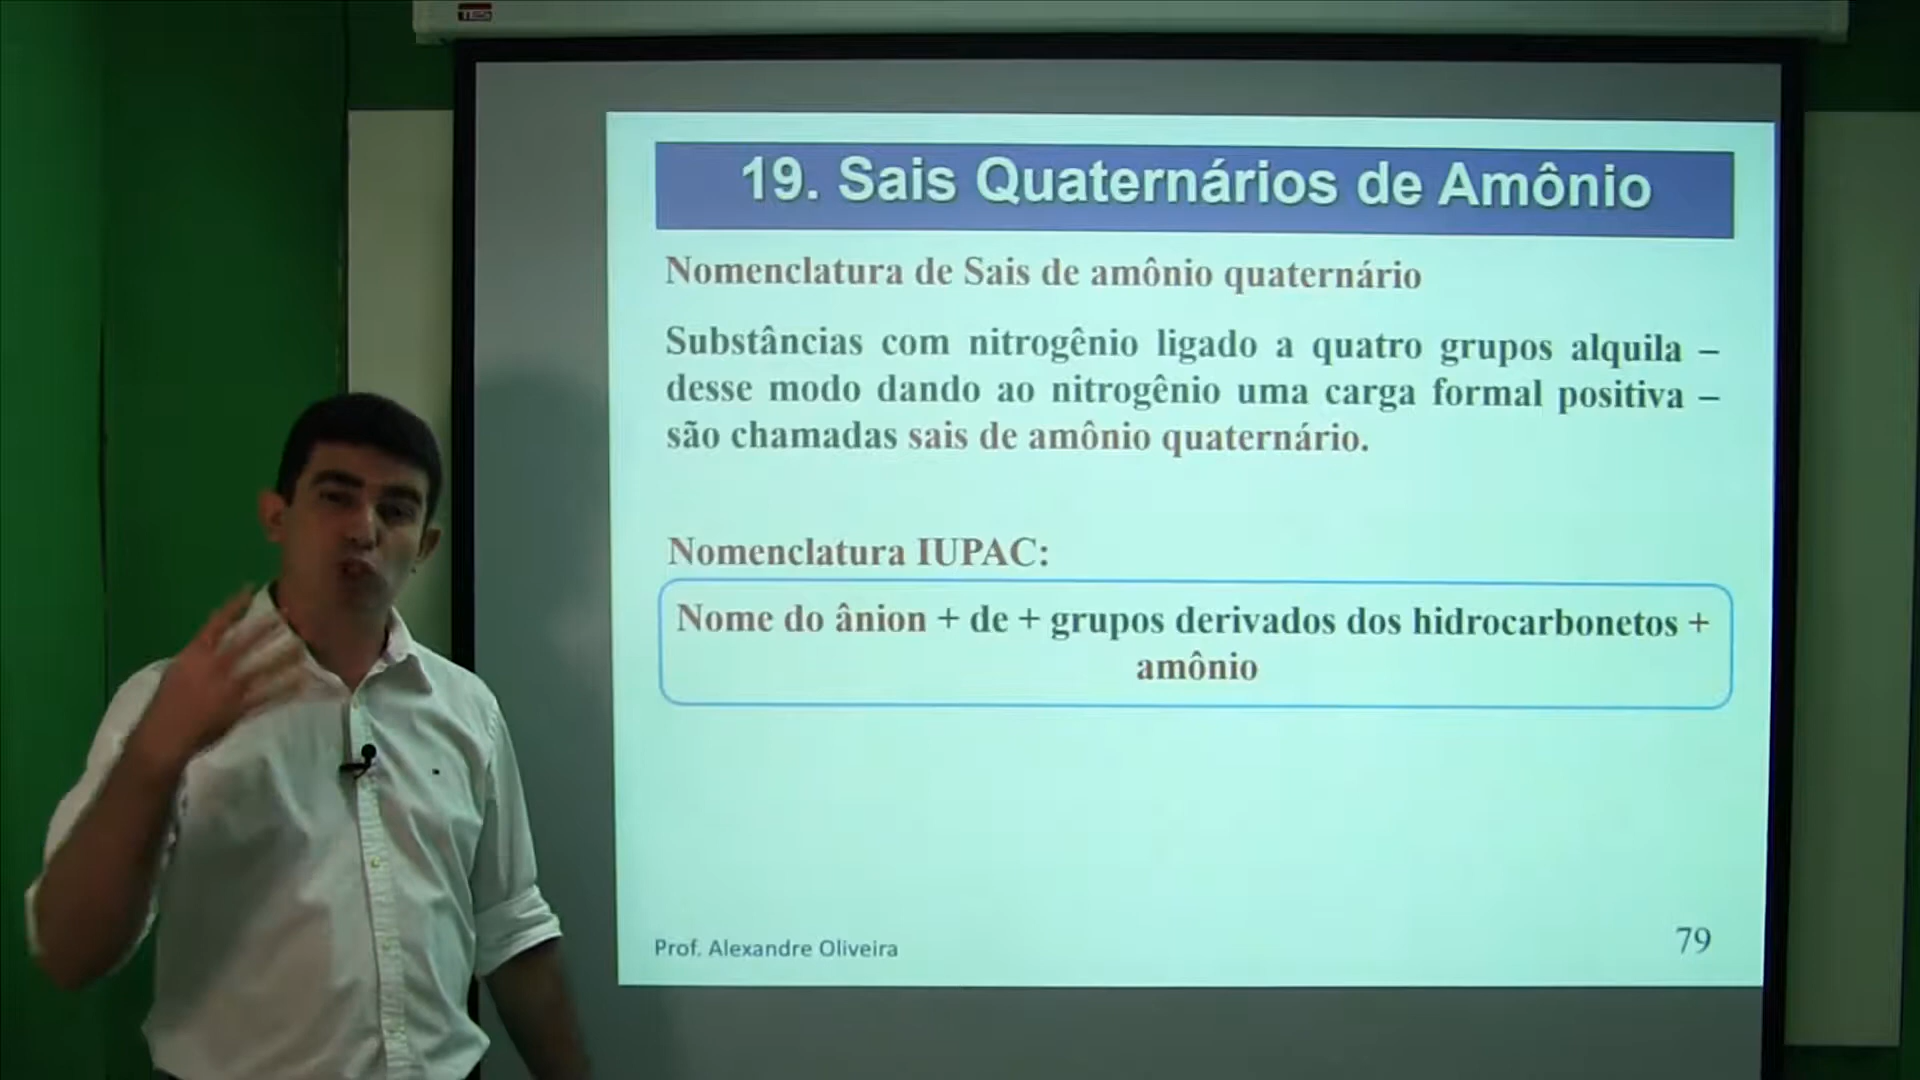 19. Sais Quaternários de Amônio
Nomenclatura de Sais de amônio quaternário
Substâncias com nitrogênio ligado a quatro grupos alquila –
desse modo dando ao nitrogênio uma carga formal positiva –
são chamadas sais de amônio quaternário.
Nomenclatura IUPAC:
Nome do ânion + de + grupos derivados dos hidrocarbonetos +
amônio
Prof. Alexandre Oliveira
79